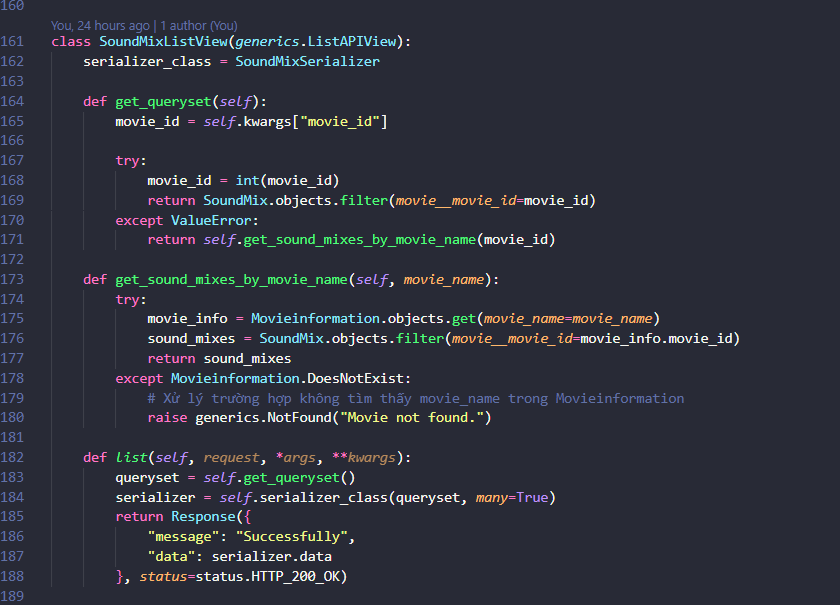 160
You, 24 hours ago | 1 author (You)
161 class SoundMixListView(generics.ListAPIView):
162     serializer_class = SoundMixSerializer
163
164     def get_queryset(self):
165         movie_id = self.kwargs["movie_id"]
166
167         try:
168             movie_id = int(movie_id)
169             return SoundMix.objects.filter(movie__movie_id=movie_id)
170         except ValueError:
171             return self.get_sound_mixes_by_movie_name(movie_id)
172
173     def get_sound_mixes_by_movie_name(self, movie_name):
174         try:
175             movie_info = Movieinformation.objects.get(movie_name=movie_name)
176             sound_mixes = SoundMix.objects.filter(movie__movie_id=movie_info.movie_id)
177             return sound_mixes
178         except Movieinformation.DoesNotExist:
179             # Xử lý trường hợp không tìm thấy movie_name trong Movieinformation
180             raise generics.NotFound("Movie not found.")
181
182     def list(self, request, *args, **kwargs):
183         queryset = self.get_queryset()
184         serializer = self.serializer_class(queryset, many=True)
185         return Response({
186             "message": "Successfully",
187             "data": serializer.data
188         }, status=status.HTTP_200_OK)
189